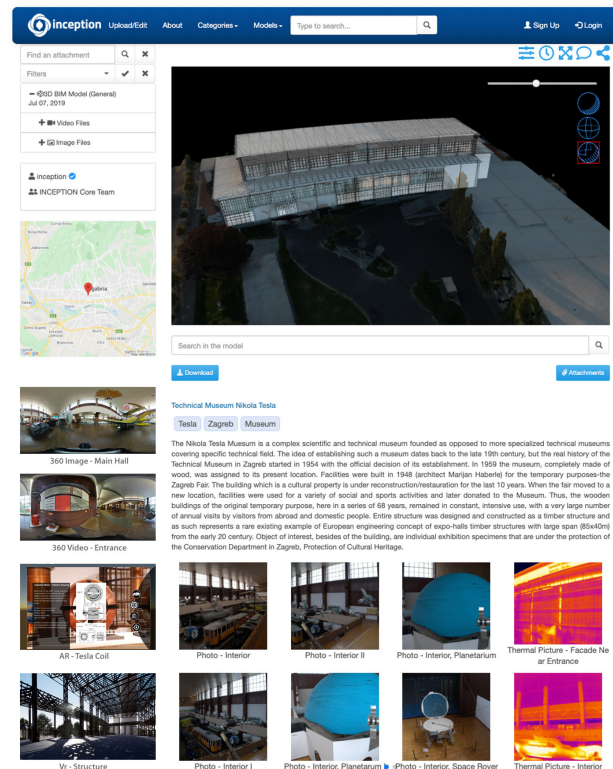 inception Upload/Edit About Categories Models Type to search... Sign Up Login
Find an attachment
Filters
3D BIM Model (General)
Jul 07, 2019
Video Files
Image Files
inception
INCEPTION Core Team
Google
Search in the model
Download Attachments
Technical Museum Nikola Tesla
Tesla Zagreb Museum
The Nikola Tesla Muesum is a complex scientific and technical museum founded as opposed to more specialized technical museums
covering specific technical field. The idea of establishing such a museum dates back to the late 19th century, but the real history of the
Technical Museum in Zagreb started in 1954 with the official decision of its establishment. In 1959 the museum, completely made of
wood, was assigned to its present location. Facilities were built in 1948 (architect Marijan Haberle) for the temporary purposes-the
Zagreb Fair. The building which is a cultural property is under reconstruction/restauration for the last 10 years. When the fair moved to a
new location, facilities were used for a variety of social and sports activities and later donated to the Museum. Thus, the wooden
buildings of the original temporary purpose, here in a series of 68 years, remained in constant, intensive use, with a very large number
of annual visits by visitors from abroad and domestic people. Entire structure was designed and constructed as a timber structure and
as such represents a rare existing example of European engineering concept of expo-halls timber structures with large span (85x40m)
from the early 20 century. Object of interest, besides of the building, are individual exhibition specimens that are under the protection of
the Conservation Department in Zagreb, Protection of Cultural Heritage.
360 Image - Main Hall
360 Video - Entrance
AR - Tesla Coil
Photo - Interior
Photo - Interior II
Photo - Interior, Planetarium
Thermal Picture - Facade Ne
ar Entrance
Vr - Structure
Photo - Interior I
Photo - Interior, Planetarum
Photo - Interior, Space Rover
Thermal Picture - Interior